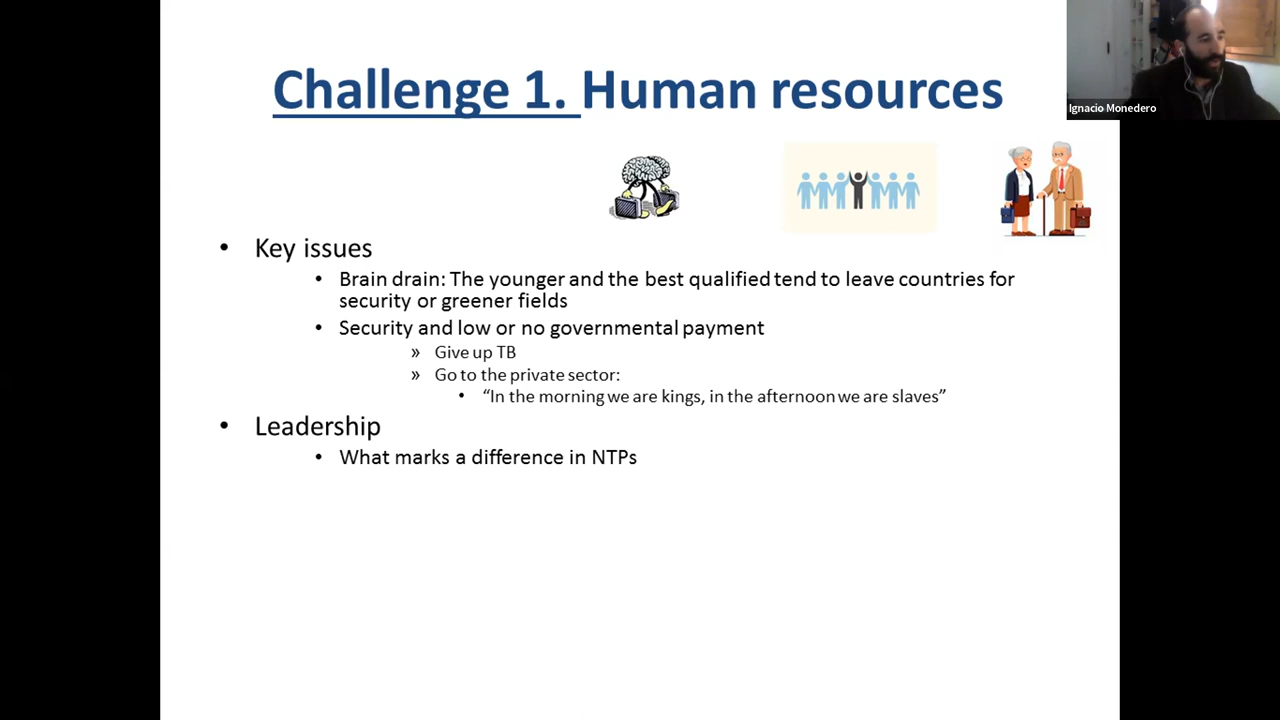 Challenge 1. Human resources
Ignacio Monedero
• Key issues
• Brain drain: The younger and the best qualified tend to leave countries for
security or greener fields
• Security and low or no governmental payment
» Give up TB
» Go to the private sector:
• “In the morning we are kings, in the afternoon we are slaves”
• Leadership
• What marks a difference in NTPs